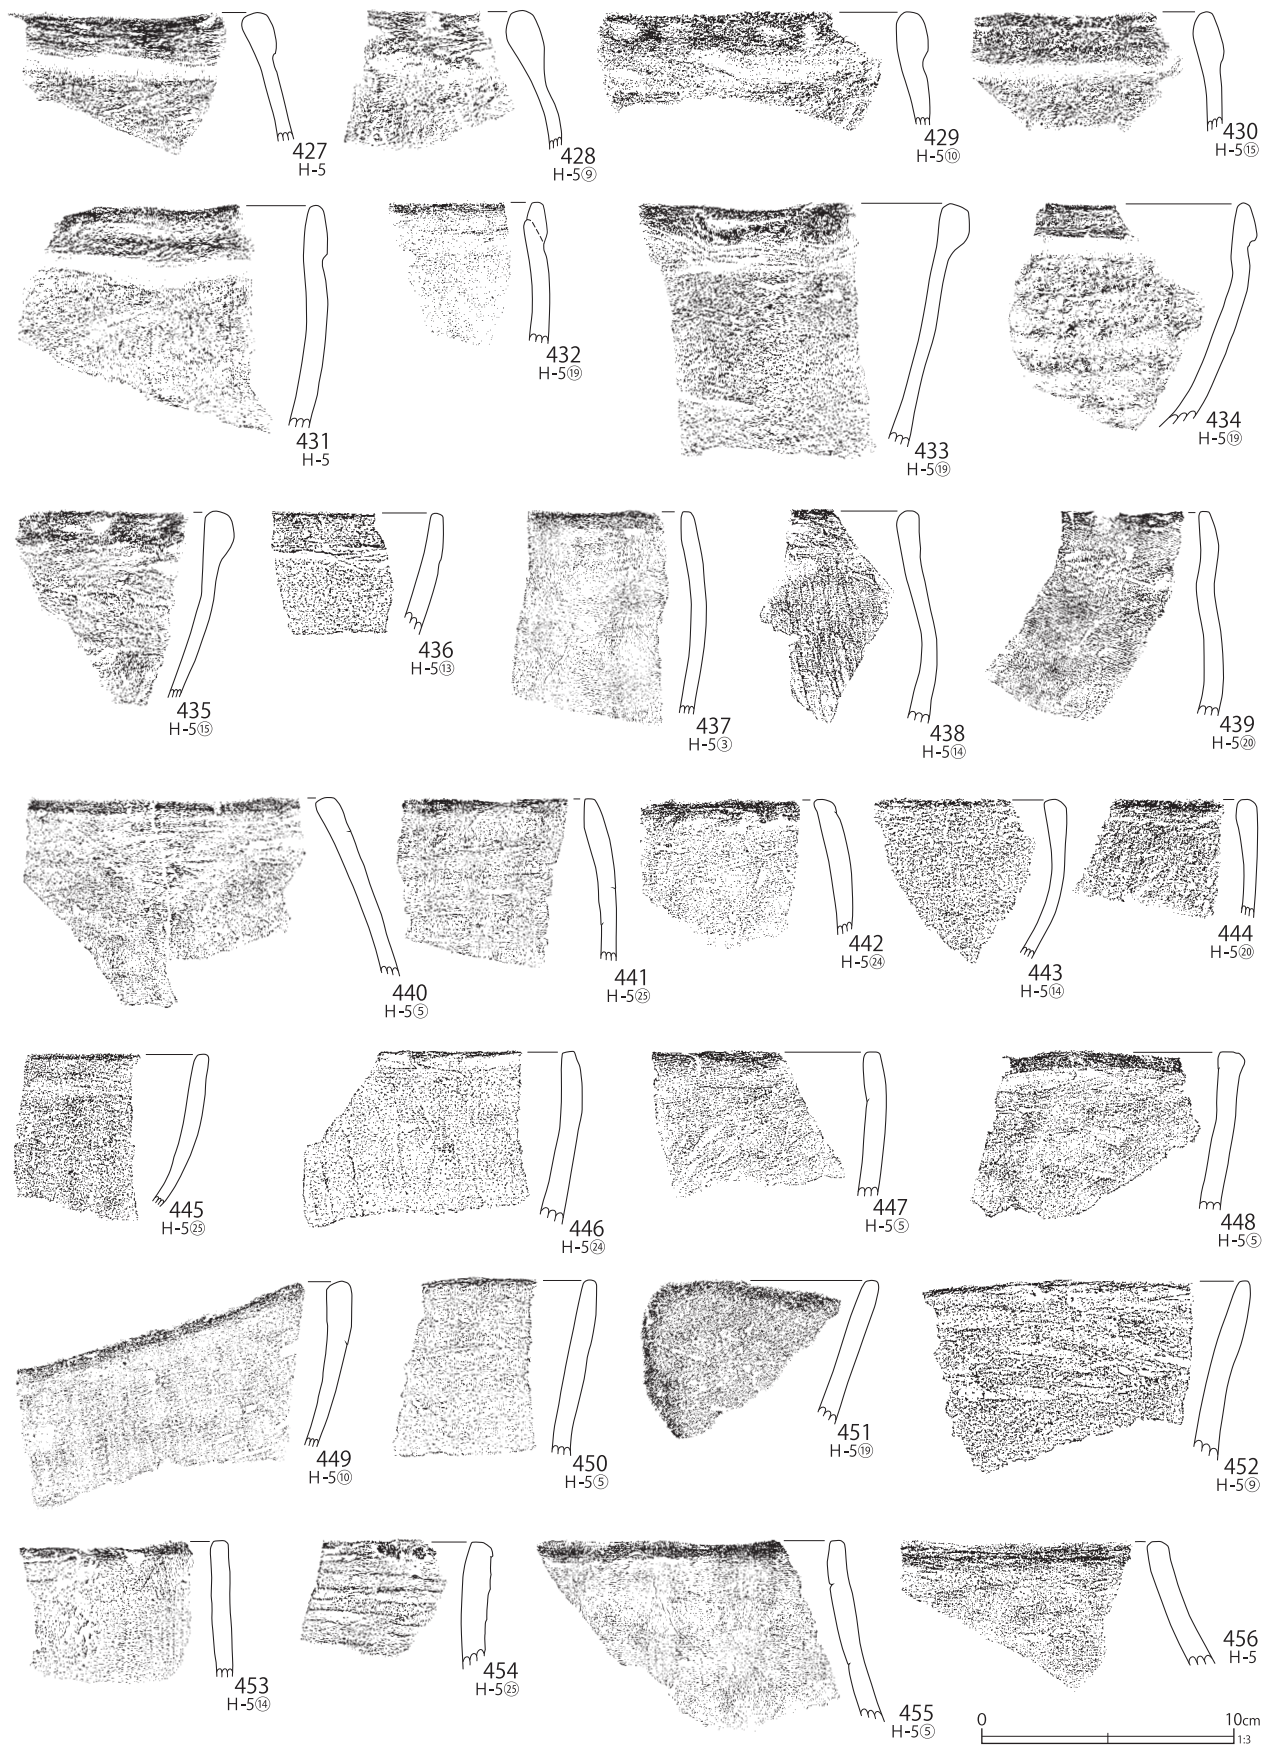 427
H-5
428
H-5⑨
429
H-5⑩
430
H-5⑮
431
H-5
432
H-5⑲
433
H-5⑲
434
H-5⑲
435
H-5⑮
436
H-5⑬
437
H-5③
438
H-5⑭
439
H-5⑳
440
H-5⑤
441
H-5㉕
442
H-5㉔
443
H-5⑭
444
H-5⑳
445
H-5㉕
446
H-5㉔
447
H-5⑤
448
H-5⑤
449
H-5⑩
450
H-5⑤
451
H-5⑲
452
H-5⑨
453
H-5⑭
454
H-5㉕
455
H-5⑤
456
H-5
0 10cm
1:3